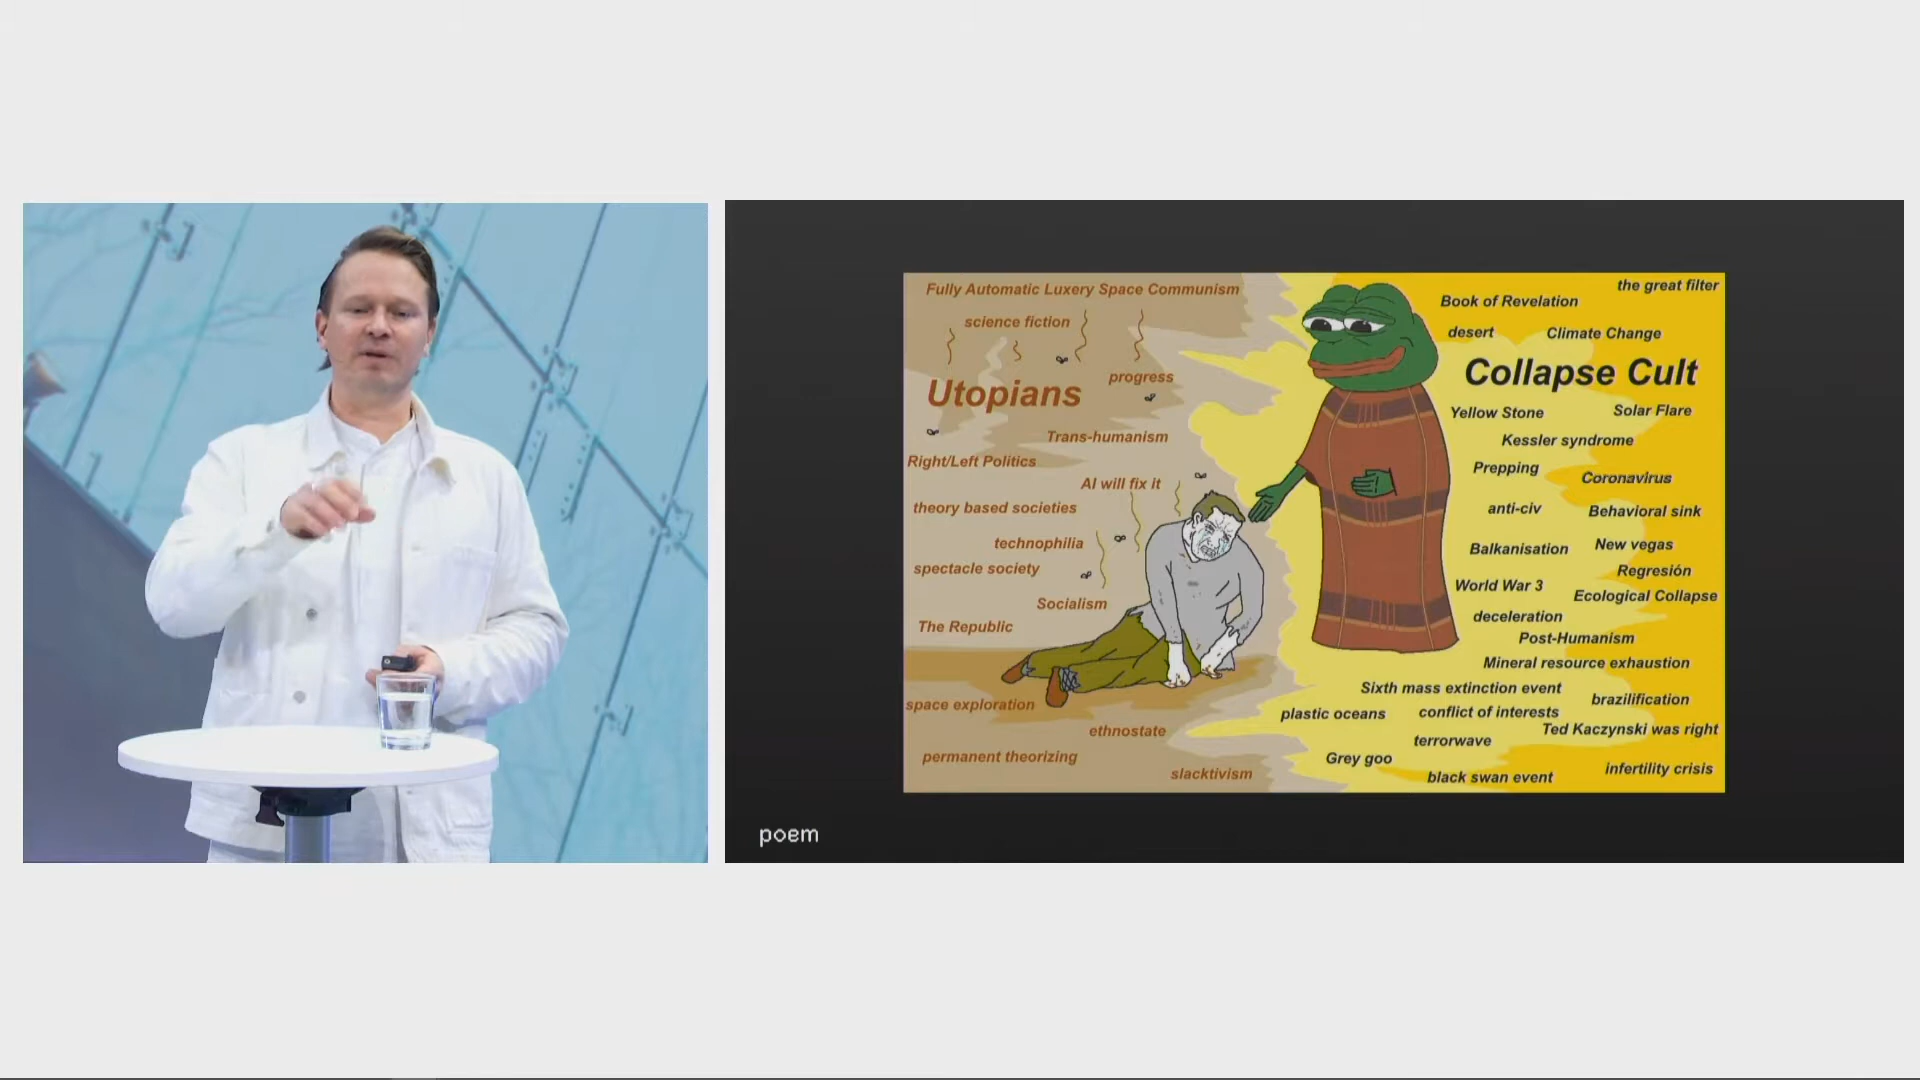 Fully Automatic Luxery Space Communism
science fiction
progress
Utopians
Trans-humanism
Right/Left Politics
AI will fix it
theory based societies
technophilia
spectacle society
Socialism
The Republic
space exploration
ethnostate
permanent theorizing
slacktivism
the great filter
Book of Revelation
desert
Climate Change
Collapse Cult
Yellow Stone
Solar Flare
Kessler syndrome
Prepping
Coronavirus
anti-civ
Behavioral sink
Balkanisation
New vegas
Regresión
World War 3
Ecological Collapse
deceleration
Post-Humanism
Mineral resource exhaustion
Sixth mass extinction event
brazilification
plastic oceans
conflict of interests
Ted Kaczynski was right
terrorwave
Grey goo
infertility crisis
black swan event
poem